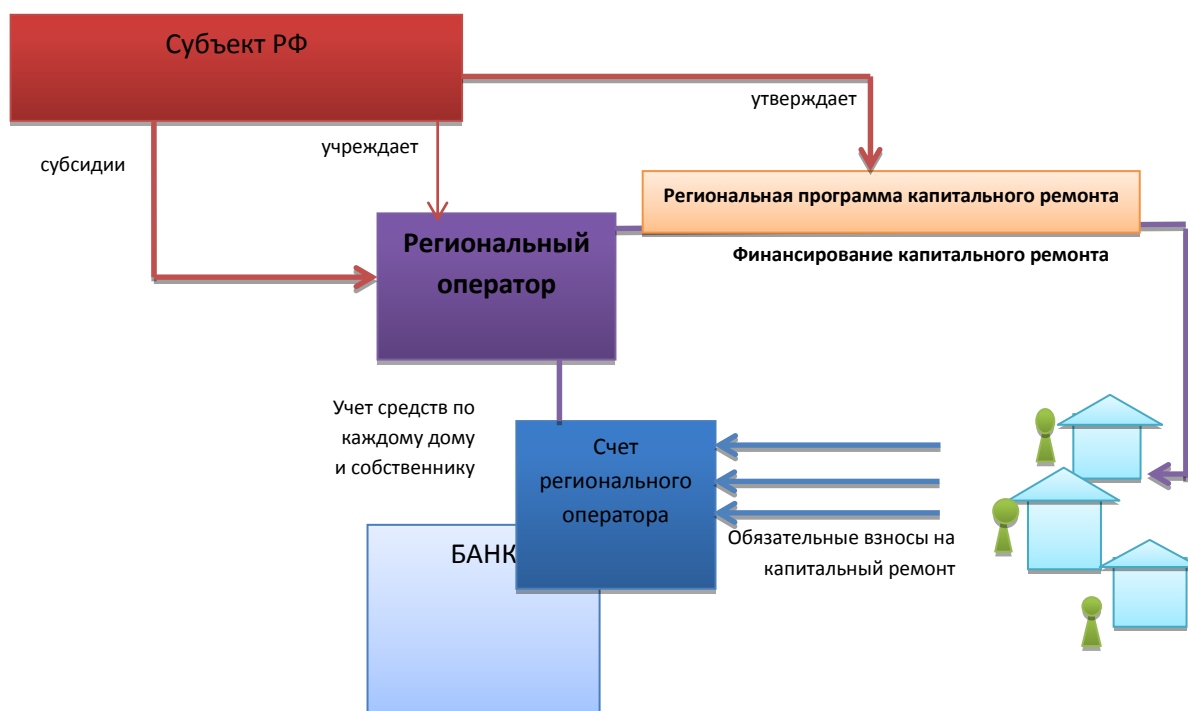 Субъект РФ
утверждает
учреждает
субсидии
Региональная программа капитального ремонта
Региональный
оператор
Финансирование капитального ремонта
Учет средств по
каждому дому
и собственнику
Счет
регионального
оператора
Обязательные взносы на
капитальный ремонт
БАНК